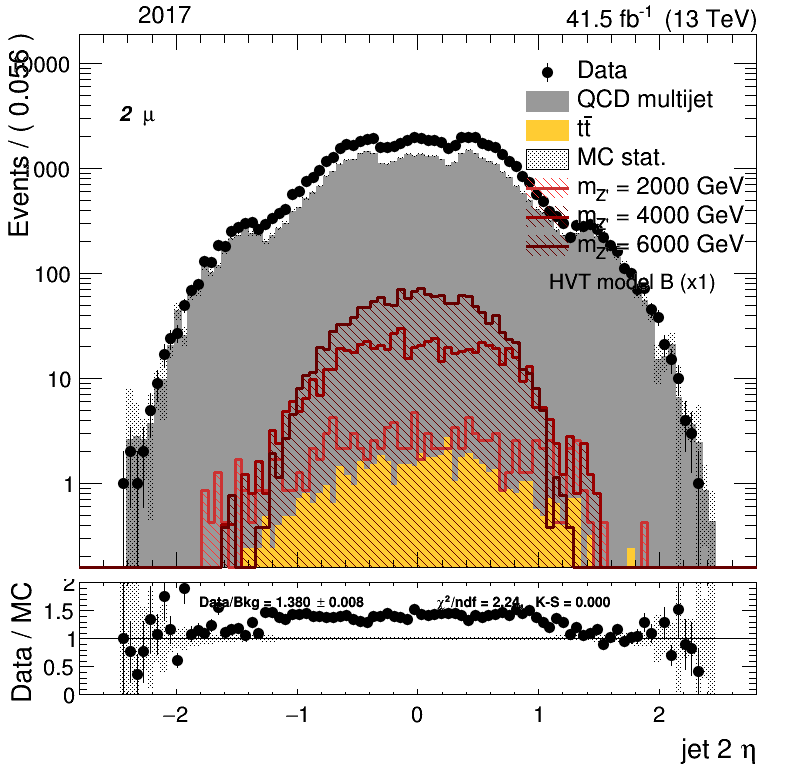 2017 41.5 fb⁻¹ (13 TeV)
Events / ( 0.056 )
10000
1000
100
10
1
2 μ
Data
QCD multijet
tt̄
MC stat.
m_Z' = 2000 GeV
m_Z' = 4000 GeV
m_Z' = 6000 GeV
HVT model B (x1)
Data / MC
2
1.5
1
0.5
0
Data/Bkg = 1.380 ± 0.008 χ²/ndf = 2.24, K-S = 0.000
−2 −1 0 1 2
jet 2 η